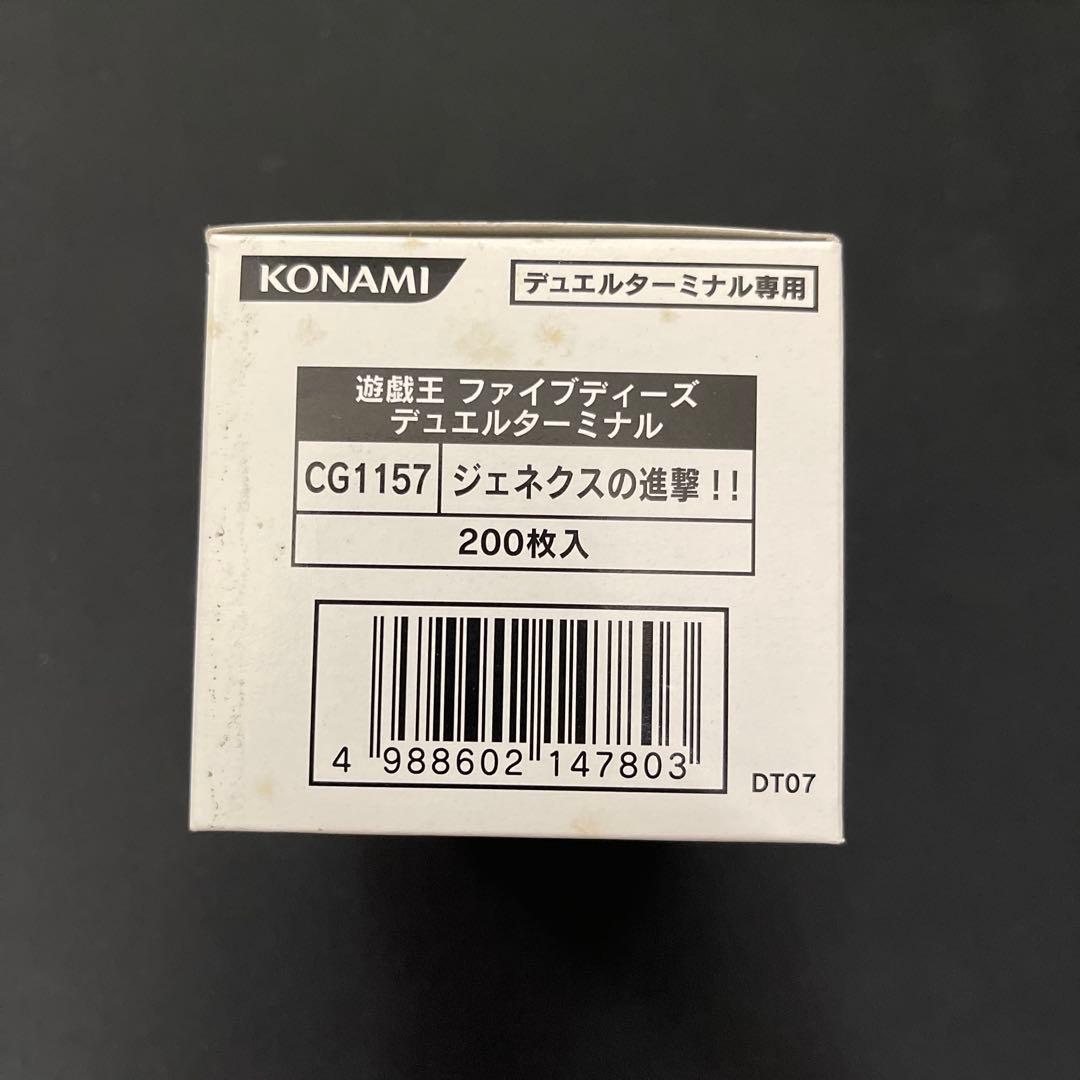 KONAMI
デュエルターミナル専用
遊戯王 ファイブディーズ
デュエルターミナル
CG1157 ジェネクスの進撃!!
200枚入
4 988602 147803
DT07